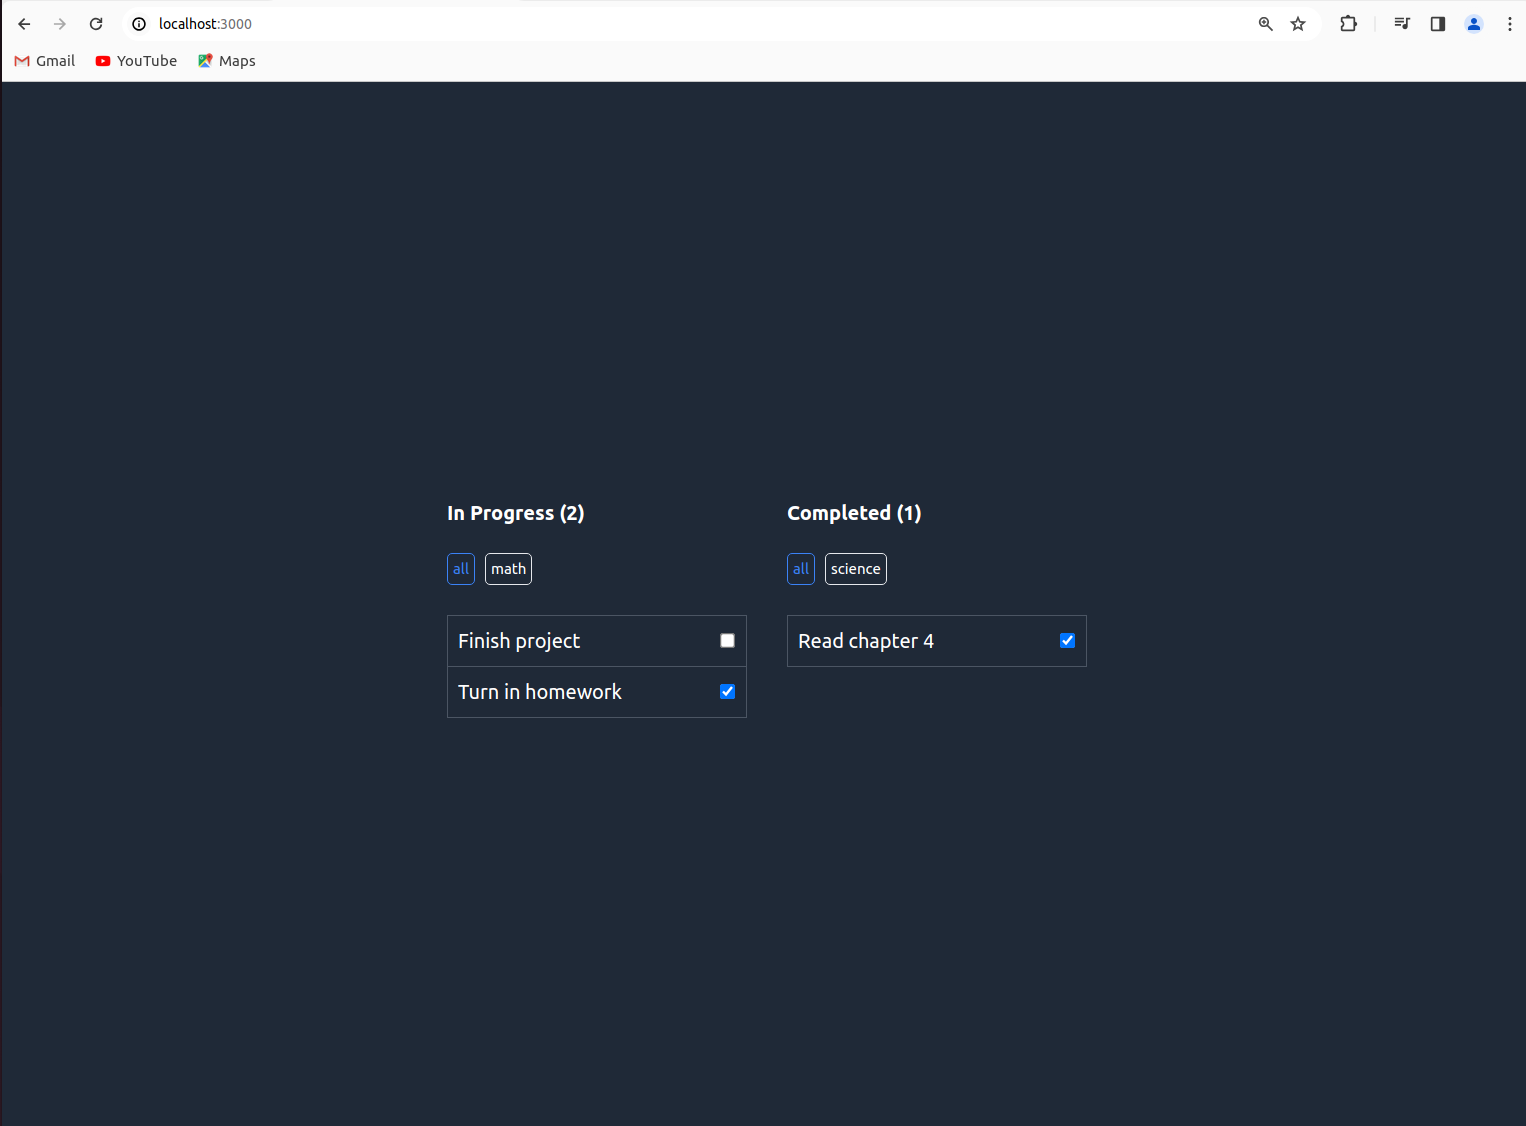 localhost:3000
Gmail YouTube Maps
In Progress (2)
all math
Finish project
Turn in homework
Completed (1)
all science
Read chapter 4